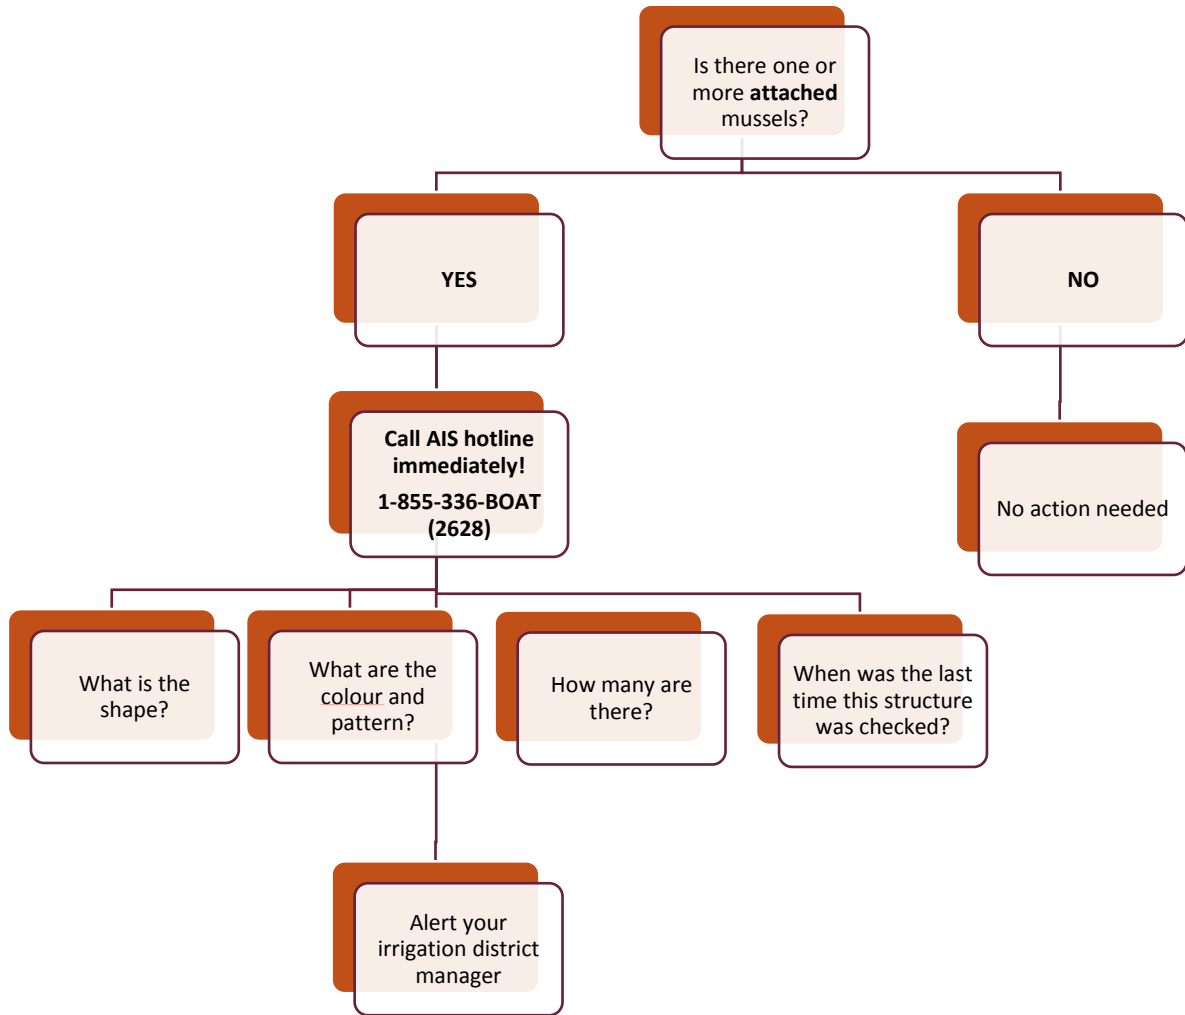 Is there one or
more attached
mussels?
YES
NO
Call AIS hotline
immediately!
1-855-336-BOAT
(2628)
No action needed
What is the
shape?
What are the
colour and
pattern?
How many are
there?
When was the last
time this structure
was checked?
Alert your
irrigation district
manager